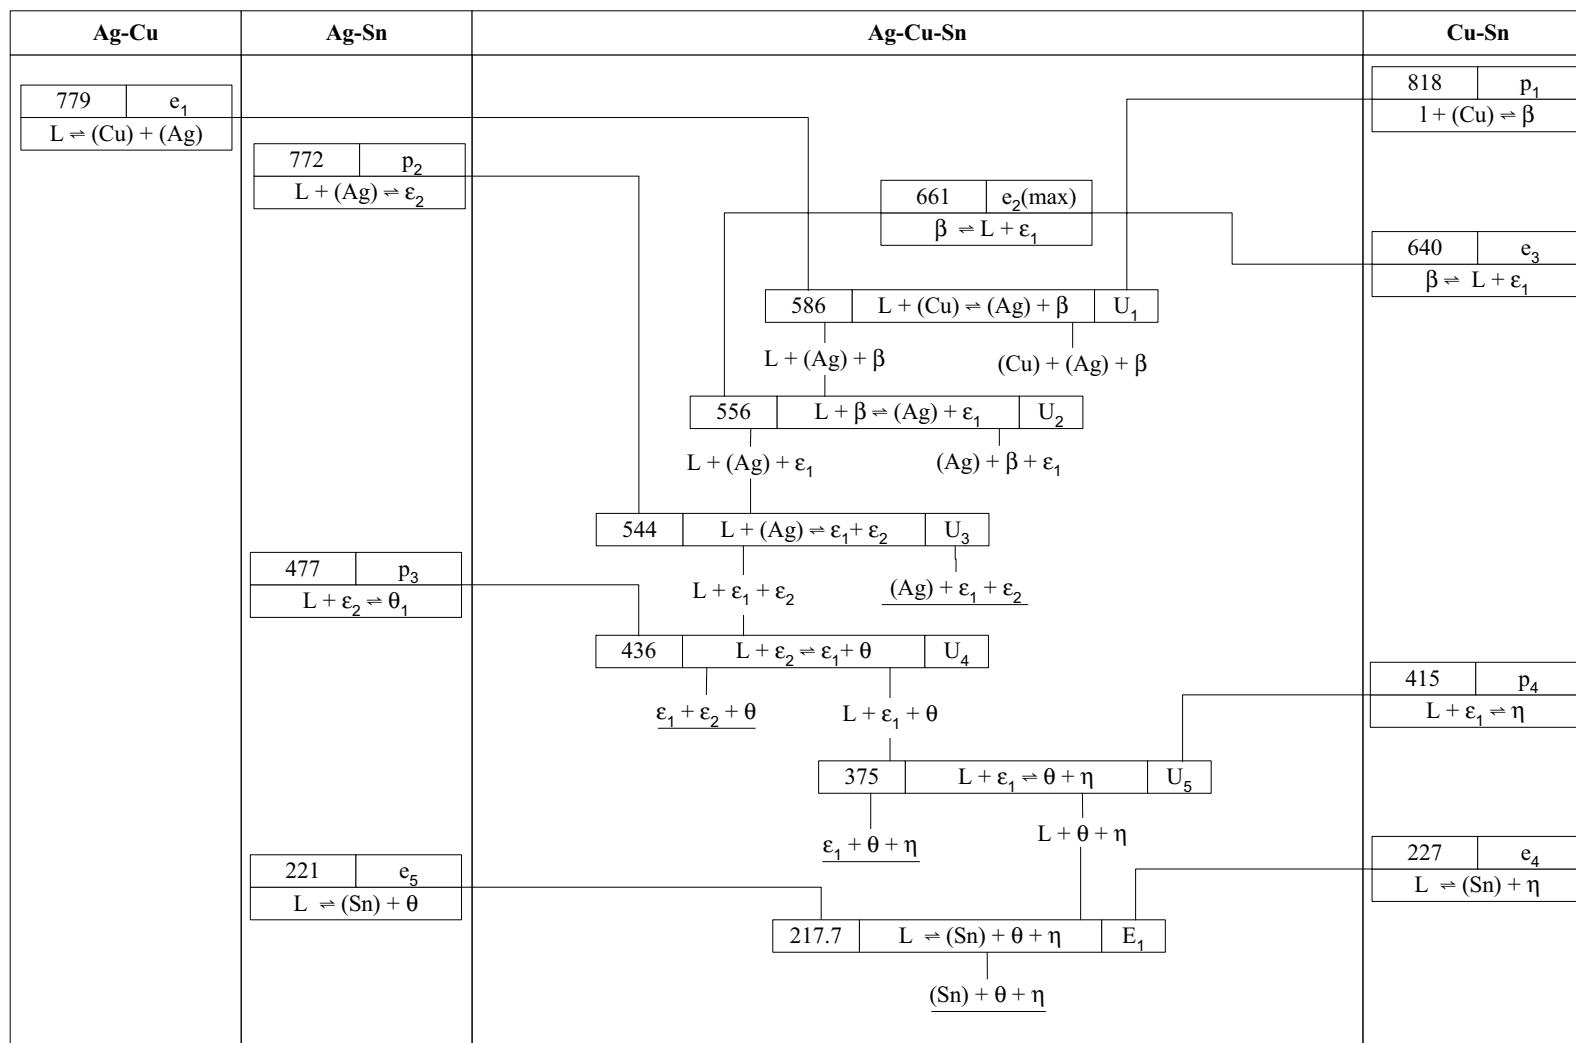 Ag-Cu Ag-Sn Ag-Cu-Sn Cu-Sn
818 p₁
l + (Cu) ⇌ β
779 e₁
L ⇌ (Cu) + (Ag)
772 p₂
L + (Ag) ⇌ ε₂
661 e₂(max)
β ⇌ L + ε₁
640 e₃
β ⇌ L + ε₁
586 L + (Cu) ⇌ (Ag) + β U₁
L + (Ag) + β
(Cu) + (Ag) + β
556 L + β ⇌ (Ag) + ε₁ U₂
L + (Ag) + ε₁
(Ag) + β + ε₁
544 L + (Ag) ⇌ ε₁ + ε₂ U₃
477 p₃
L + ε₂ ⇌ θ₁
L + ε₁ + ε₂
(Ag) + ε₁ + ε₂
436 L + ε₂ ⇌ ε₁ + θ U₄
415 p₄
L + ε₁ ⇌ η
ε₁ + ε₂ + θ
L + ε₁ + θ
375 L + ε₁ ⇌ θ + η U₅
ε₁ + θ + η
L + θ + η
227 e₄
L ⇌ (Sn) + η
221 e₅
L ⇌ (Sn) + θ
217.7 L ⇌ (Sn) + θ + η E₁
(Sn) + θ + η